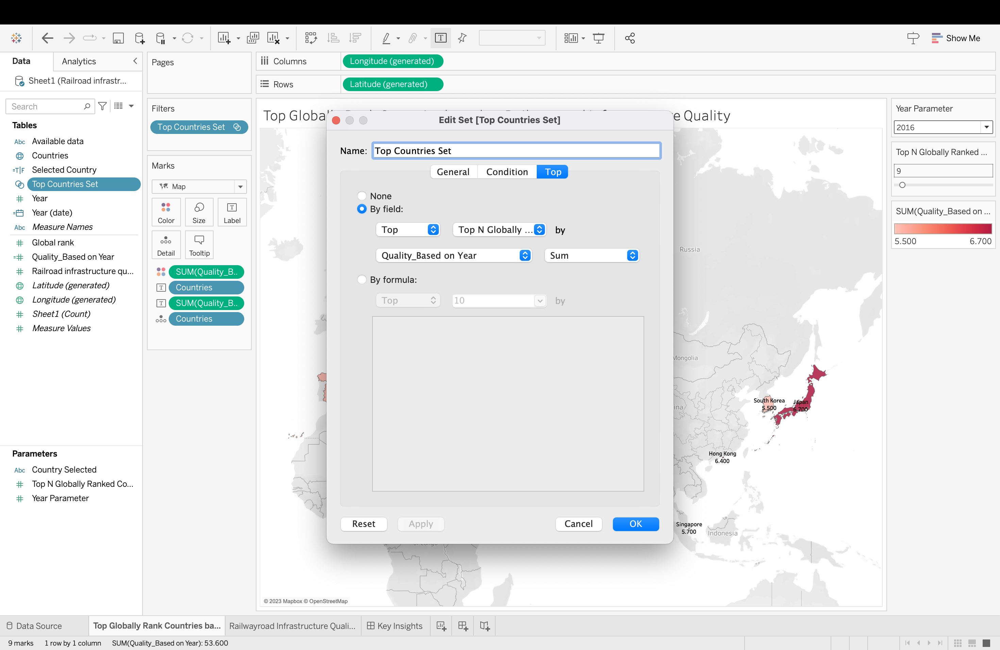 Show Me
Data
Analytics
Pages
Columns
Longitude (generated)
Sheet1 (Railroad infrastr...
Rows
Latitude (generated)
Search
Filters
Top Countries Set
Tables
Abc Available data
Countries
=T|F Selected Country
Top Countries Set
Year
Year (date)
Abc Measure Names
Global rank
Quality_Based on Year
Railroad infrastructure qu...
Latitude (generated)
Longitude (generated)
Sheet1 (Count)
Measure Values
Parameters
Abc Country Selected
Top N Globally Ranked Co...
Year Parameter
Marks
Map
Color
Size
T
Label
Detail
Tooltip
SUM(Quality_B..
T Countries
T SUM(Quality_B..
Countries
Top Globa
e Quality
Edit Set [Top Countries Set]
Name: Top Countries Set
General
Condition
Top
None
By field:
Top
Top N Globally ...
by
Quality_Based on Year
Sum
By formula:
Top
10
by
Reset
Apply
Cancel
OK
Russia
Mongolia
ina
South Korea
5.500
Japan
6.700
Hong Kong
6.400
Singapore
5.700
Indonesia
of Congo
© 2023 Mapbox © OpenStreetMap
Year Parameter
2016
Top N Globally Ranked ...
9
SUM(Quality_Based on ...
5.500
6.700
Data Source
Top Globally Rank Countries ba...
Railwayroad Infrastructure Quali...
Key Insights
9 marks
1 row by 1 column
SUM(Quality_Based on Year): 53.600